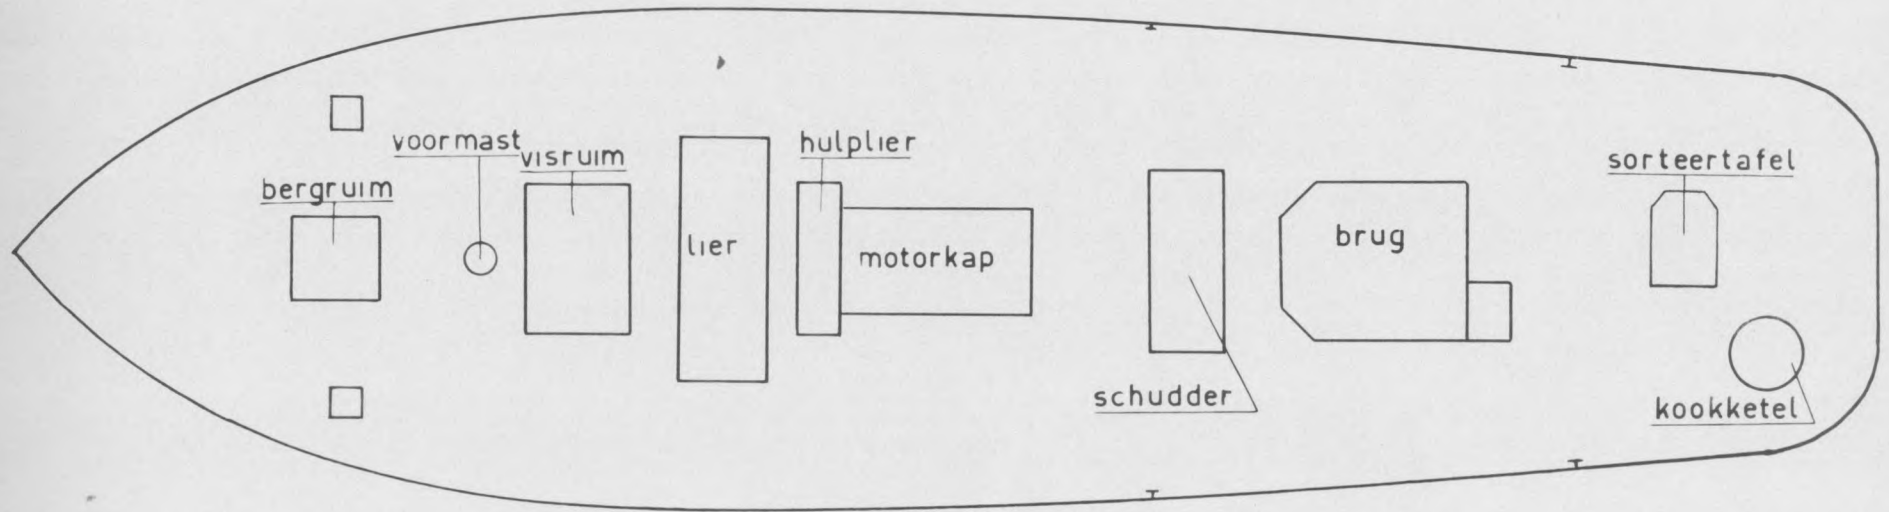 voormast
visruim
hulplier
sorteertafel
bergruim
lier
motorkap
brug
schudder
kookketel